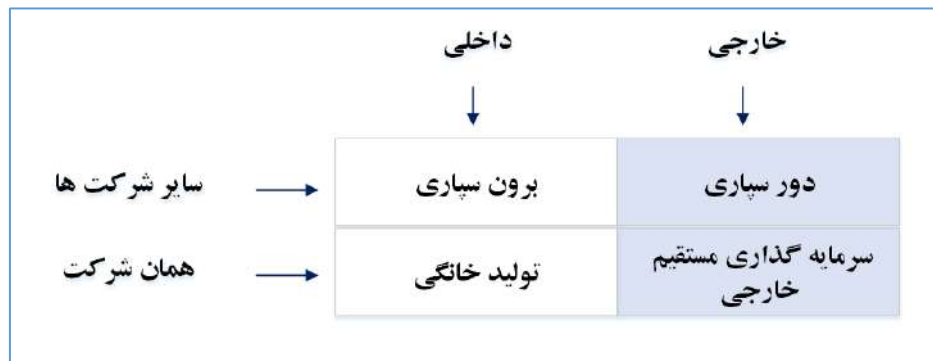 خارجی
داخلی
دور سپاری
برون سپاری
سایر شرکت ها
سرمایه گذاری مستقیم
خارجی
تولید خانگی
همان شرکت